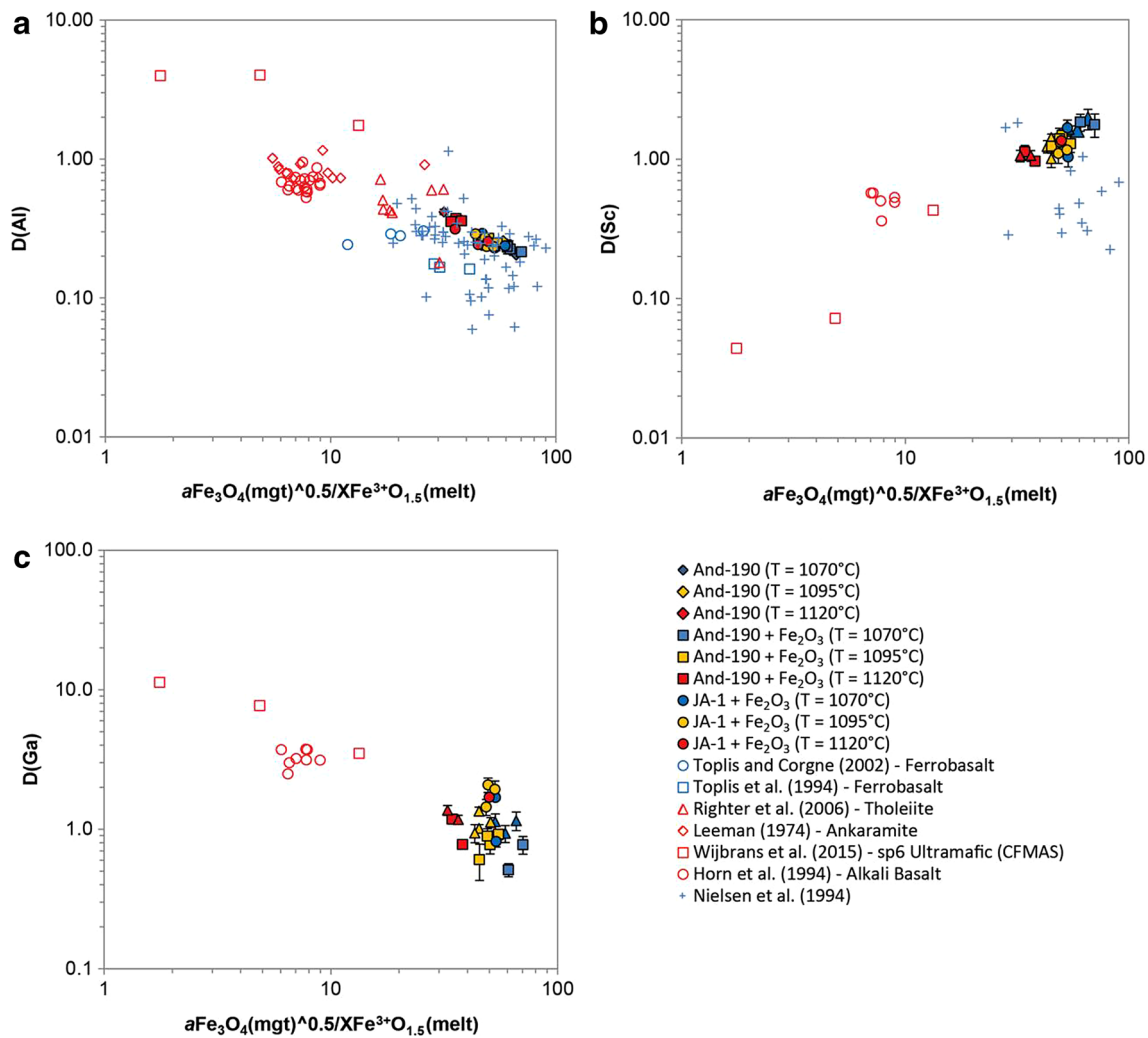 a
10.00
1.00
0.10
0.01
D(Al)
1 10 100
aFe₃O₄(mgt)^0.5/XFe³⁺O₁.₅(melt)
b
10.00
1.00
0.10
0.01
D(Sc)
1 10 100
aFe₃O₄(mgt)^0.5/XFe³⁺O₁.₅(melt)
c
100.0
10.0
1.0
0.1
D(Ga)
1 10 100
aFe₃O₄(mgt)^0.5/XFe³⁺O₁.₅(melt)
And-190 (T = 1070°C)
And-190 (T = 1095°C)
And-190 (T = 1120°C)
And-190 + Fe₂O₃ (T = 1070°C)
And-190 + Fe₂O₃ (T = 1095°C)
And-190 + Fe₂O₃ (T = 1120°C)
JA-1 + Fe₂O₃ (T = 1070°C)
JA-1 + Fe₂O₃ (T = 1095°C)
JA-1 + Fe₂O₃ (T = 1120°C)
Toplis and Corgne (2002) - Ferrobasalt
Toplis et al. (1994) - Ferrobasalt
Righter et al. (2006) - Tholeiite
Leeman (1974) - Ankaramite
Wijbrans et al. (2015) - sp6 Ultramafic (CFMAS)
Horn et al. (1994) - Alkali Basalt
Nielsen et al. (1994)